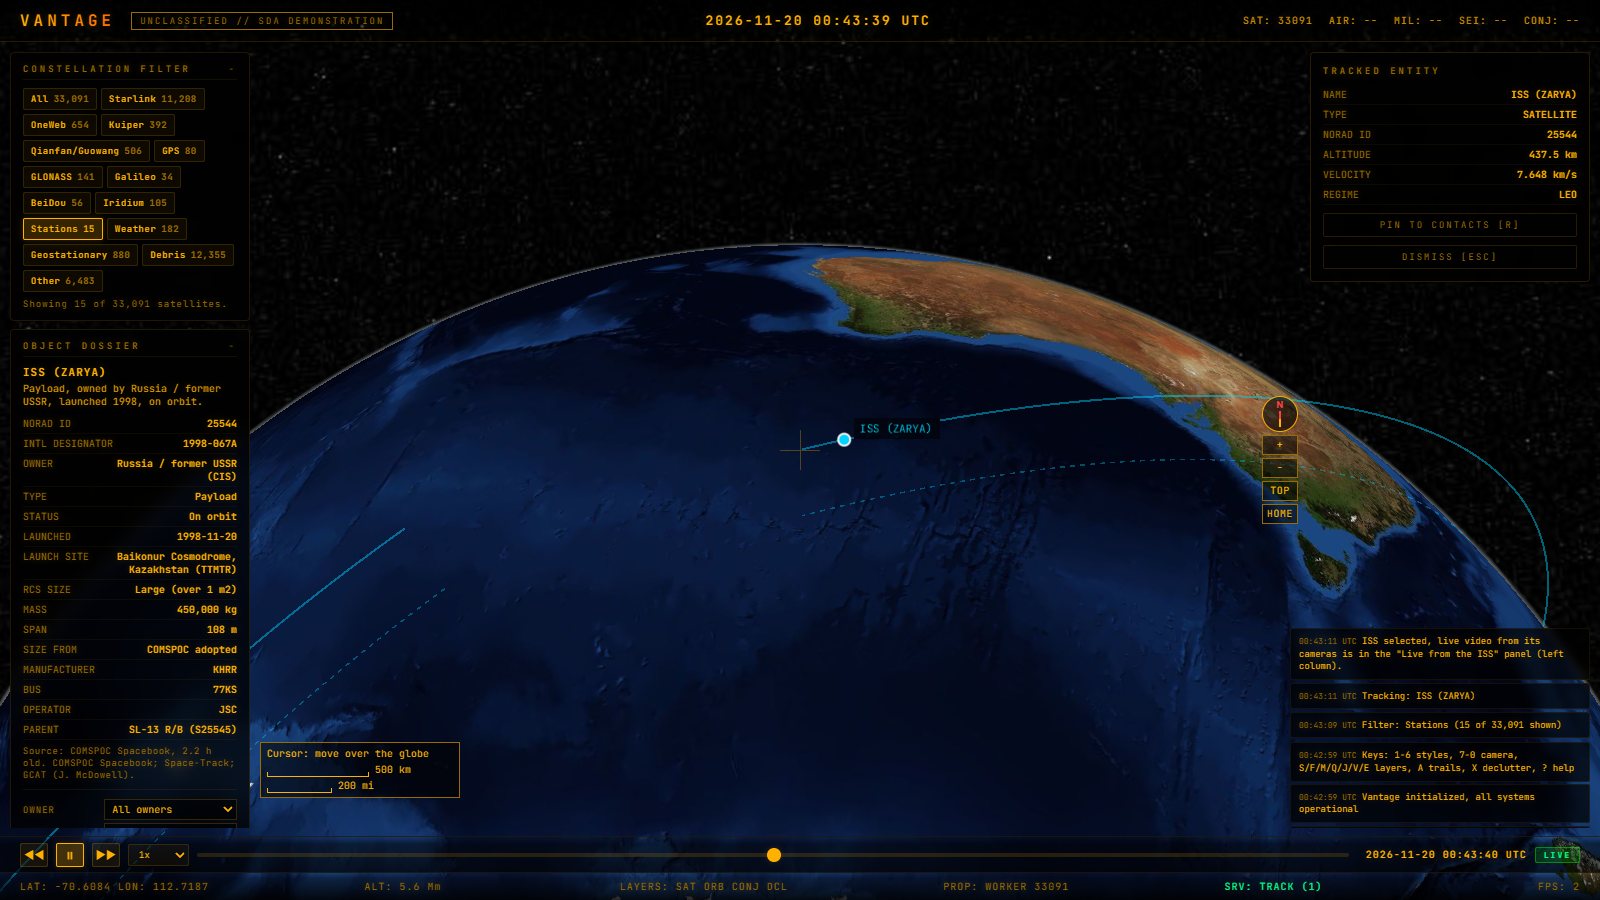 VANTAGE
UNCLASSIFIED // SDA DEMONSTRATION
2026-11-20 00:43:39 UTC
SAT: 33091 AIR: -- MIL: -- SEI: -- CONJ: --
CONSTELLATION FILTER -
All 33,091 Starlink 11,208
OneWeb 654 Kuiper 392
Qianfan/Guowang 506 GPS 80
GLONASS 141 Galileo 34
BeiDou 56 Iridium 105
Stations 15 Weather 182
Geostationary 880 Debris 12,355
Other 6,483
Showing 15 of 33,091 satellites.
OBJECT DOSSIER -
ISS (ZARYA)
Payload, owned by Russia / former
USSR, launched 1998, on orbit.
NORAD ID 25544
INTL DESIGNATOR 1998-067A
OWNER Russia / former USSR
(CIS)
TYPE Payload
STATUS On orbit
LAUNCHED 1998-11-20
LAUNCH SITE Baikonur Cosmodrome,
Kazakhstan (TTMTR)
RCS SIZE Large (over 1 m2)
MASS 450,000 kg
SPAN 108 m
SIZE FROM COMSPOC adopted
MANUFACTURER KHRR
BUS 77KS
OPERATOR JSC
PARENT SL-13 R/B (S25545)
Source: COMSPOC Spacebook, 2.2 h
old. COMSPOC Spacebook; Space-Track;
GCAT (J. McDowell).
OWNER All owners
ISS (ZARYA)
Cursor: move over the globe
500 km
200 mi
TRACKED ENTITY
NAME ISS (ZARYA)
TYPE SATELLITE
NORAD ID 25544
ALTITUDE 437.5 km
VELOCITY 7.648 km/s
REGIME LEO
PIN TO CONTACTS [R]
DISMISS [ESC]
N
+
-
TOP
HOME
00:43:11 UTC ISS selected, live video from its
cameras is in the "Live from the ISS" panel (left
column).
00:43:11 UTC Tracking: ISS (ZARYA)
00:43:09 UTC Filter: Stations (15 of 33,091 shown)
00:42:59 UTC Keys: 1-6 styles, 7-0 camera,
S/F/M/Q/J/V/E layers, A trails, X declutter, ? help
00:42:59 UTC Vantage initialized, all systems
operational
1x
2026-11-20 00:43:40 UTC LIVE
LAT: -70.6084 LON: 112.7187
ALT: 5.6 Mm
LAYERS: SAT ORB CONJ DCL
PROP: WORKER 33091
SRV: TRACK (1)
FPS: 2